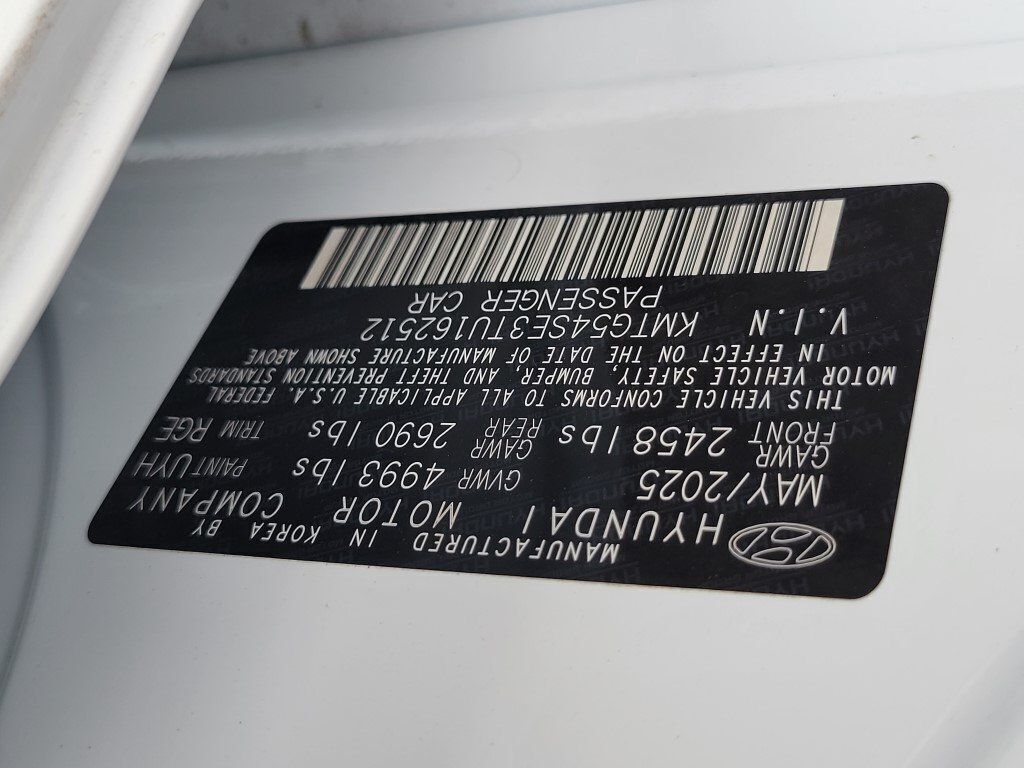 MANUFACTURED IN KOREA BY
HYUNDAI MOTOR COMPANY
MAY/2025 GVWR 4993 lbs PAINT UYH
GAWR FRONT 2458 lbs GAWR REAR 2690 lbs TRIM RGE
THIS VEHICLE CONFORMS TO ALL APPLICABLE U.S.A. FEDERAL
MOTOR VEHICLE SAFETY, BUMPER, AND THEFT PREVENTION STANDARDS
IN EFFECT ON THE DATE OF MANUFACTURE SHOWN ABOVE
V.I.N KMTG54SE3TU162512
PASSENGER CAR